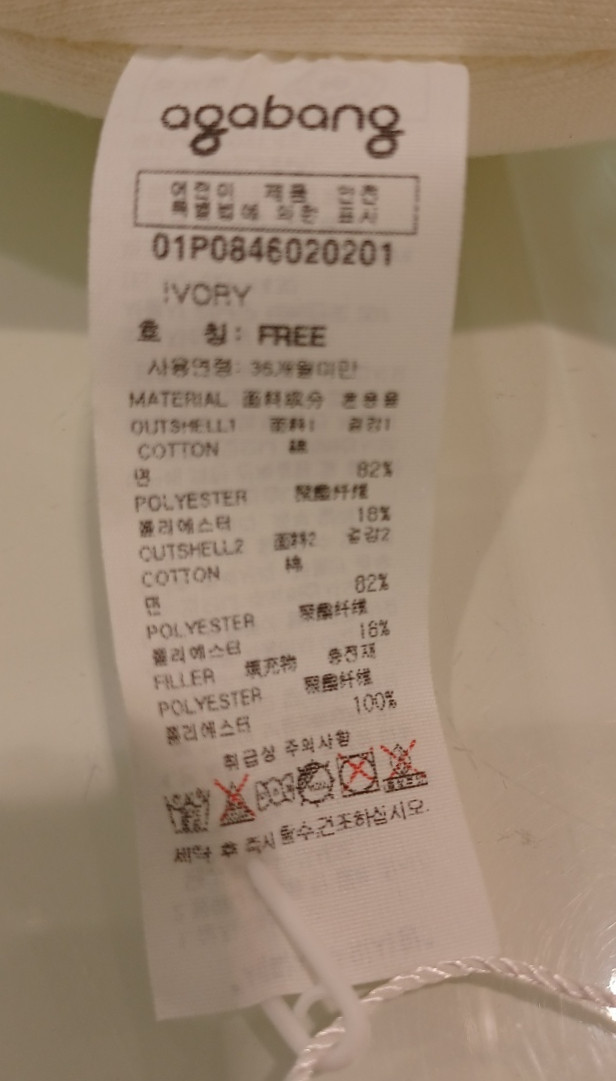 agabang
어린이 제품 안전
특별법에 의한 표시
01P0846020201
IVORY
호 칭: FREE
사용연령: 36개월미만
MATERIAL 面料成分 혼용율
OUTSHELL1 面料1 겉감1
COTTON 綿
면 82%
POLYESTER 聚酯纤维
폴리에스터 18%
OUTSHELL2 面料2 겉감2
COTTON 綿
면 82%
POLYESTER 聚酯纤维
폴리에스터 18%
FILLER 填充物 충전재
POLYESTER 聚酯纤维
폴리에스터 100%
취급상 주의사항
세탁 후 즉시 탈수,건조하십시오.